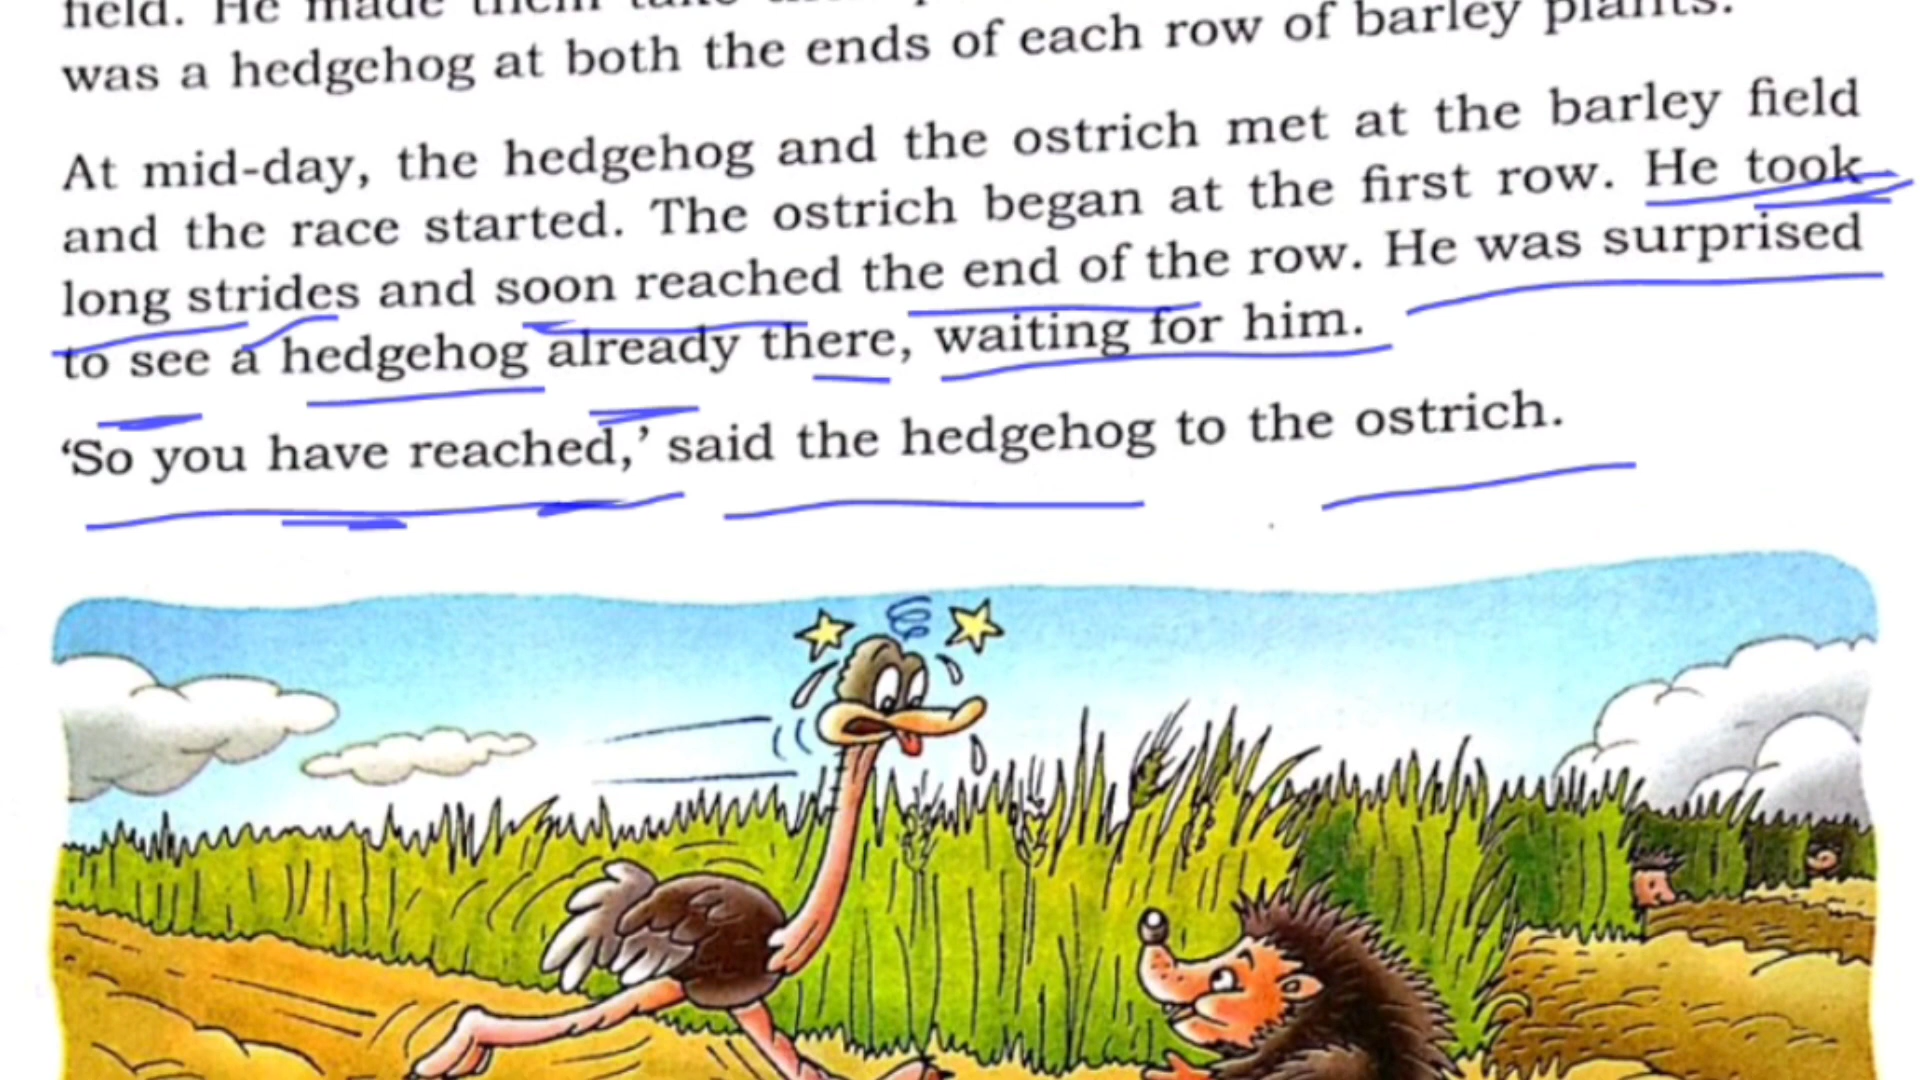 field. He made them take
was a hedgehog at both the ends of each row of barley plants.
At mid-day, the hedgehog and the ostrich met at the barley field
and the race started. The ostrich began at the first row. He took
long strides and soon reached the end of the row. He was surprised
to see a hedgehog already there, waiting for him.
‘So you have reached,’ said the hedgehog to the ostrich.